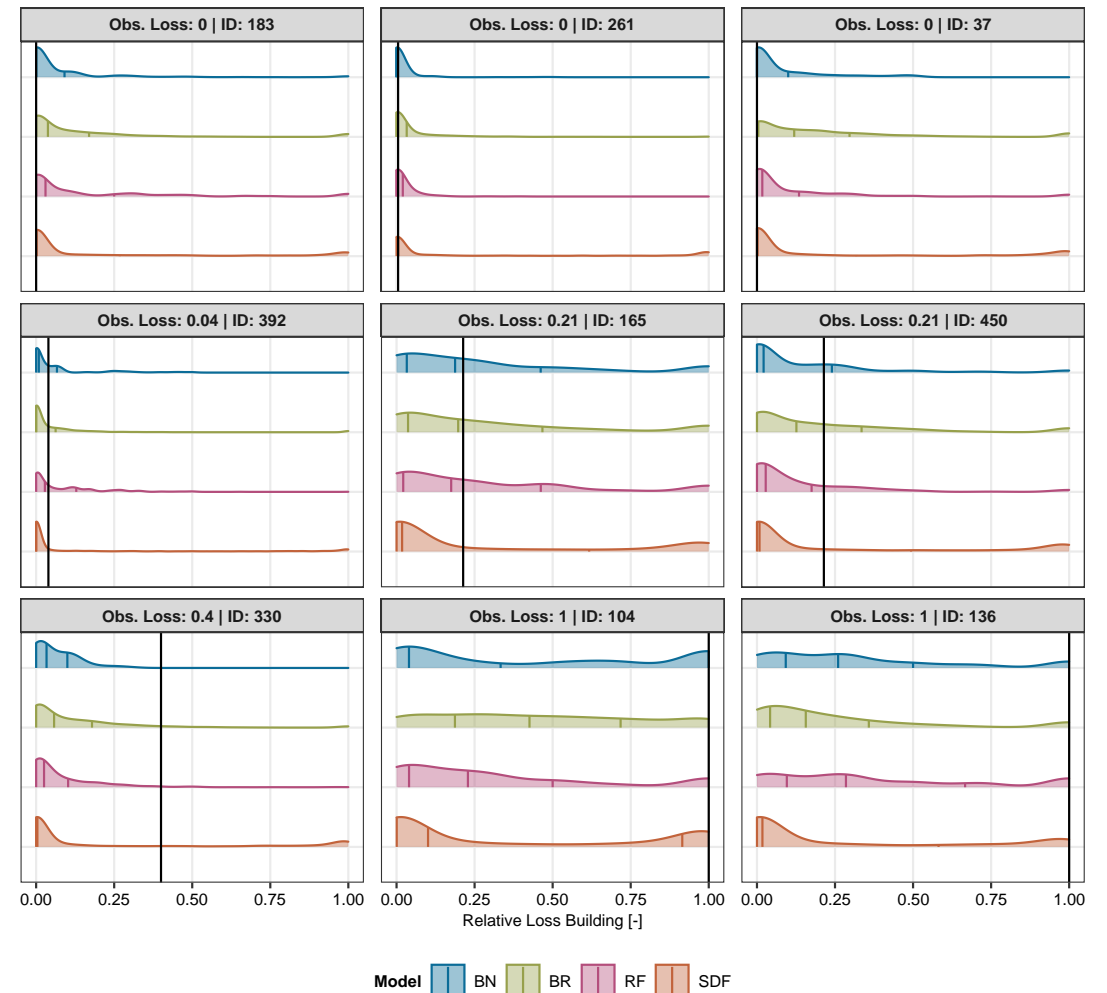 Obs. Loss: 0 | ID: 183
Obs. Loss: 0 | ID: 261
Obs. Loss: 0 | ID: 37
Obs. Loss: 0.04 | ID: 392
Obs. Loss: 0.21 | ID: 165
Obs. Loss: 0.21 | ID: 450
Obs. Loss: 0.4 | ID: 330
Obs. Loss: 1 | ID: 104
Obs. Loss: 1 | ID: 136
0.00 0.25 0.50 0.75 1.00
0.00 0.25 0.50 0.75 1.00
0.00 0.25 0.50 0.75 1.00
Relative Loss Building [-]
Model BN BR RF SDF